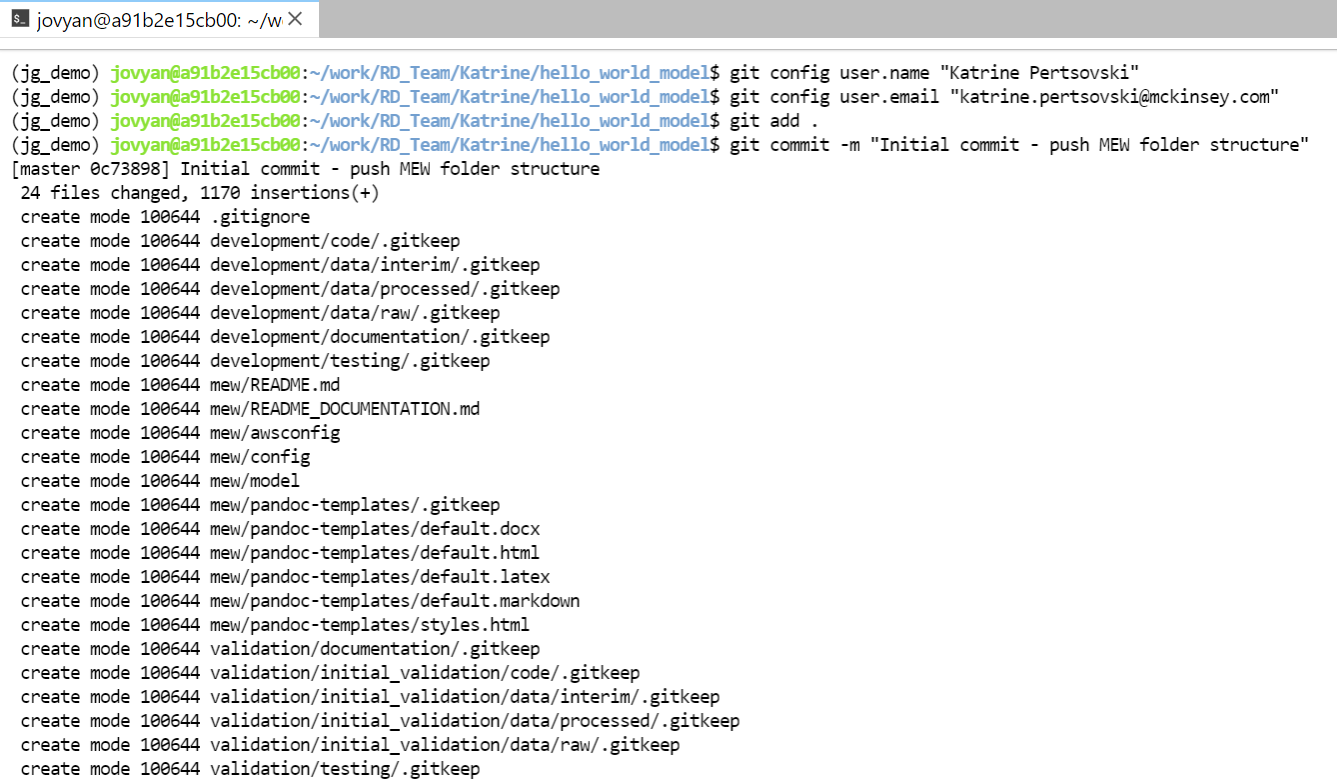 $_ jovyan@a91b2e15cb00: ~/w
(jg_demo) jovyan@a91b2e15cb00:~/work/RD_Team/Katrine/hello_world_model$ git config user.name "Katrine Pertsovski"
(jg_demo) jovyan@a91b2e15cb00:~/work/RD_Team/Katrine/hello_world_model$ git config user.email "katrine.pertsovski@mckinsey.com"
(jg_demo) jovyan@a91b2e15cb00:~/work/RD_Team/Katrine/hello_world_model$ git add .
(jg_demo) jovyan@a91b2e15cb00:~/work/RD_Team/Katrine/hello_world_model$ git commit -m "Initial commit - push MEW folder structure"
[master 0c73898] Initial commit - push MEW folder structure
 24 files changed, 1170 insertions(+)
 create mode 100644 .gitignore
 create mode 100644 development/code/.gitkeep
 create mode 100644 development/data/interim/.gitkeep
 create mode 100644 development/data/processed/.gitkeep
 create mode 100644 development/data/raw/.gitkeep
 create mode 100644 development/documentation/.gitkeep
 create mode 100644 development/testing/.gitkeep
 create mode 100644 mew/README.md
 create mode 100644 mew/README_DOCUMENTATION.md
 create mode 100644 mew/awsconfig
 create mode 100644 mew/config
 create mode 100644 mew/model
 create mode 100644 mew/pandoc-templates/.gitkeep
 create mode 100644 mew/pandoc-templates/default.docx
 create mode 100644 mew/pandoc-templates/default.html
 create mode 100644 mew/pandoc-templates/default.latex
 create mode 100644 mew/pandoc-templates/default.markdown
 create mode 100644 mew/pandoc-templates/styles.html
 create mode 100644 validation/documentation/.gitkeep
 create mode 100644 validation/initial_validation/code/.gitkeep
 create mode 100644 validation/initial_validation/data/interim/.gitkeep
 create mode 100644 validation/initial_validation/data/processed/.gitkeep
 create mode 100644 validation/initial_validation/data/raw/.gitkeep
 create mode 100644 validation/testing/.gitkeep